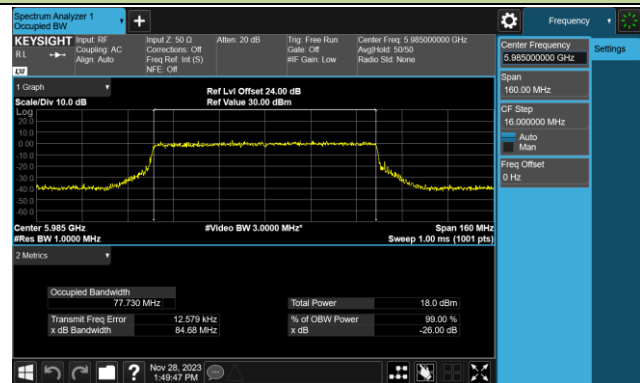 Spectrum Analyzer 1
Occupied BW
Frequency
KEYSIGHT
RL
LXI
Input: RF
Coupling: AC
Align: Auto
Input Z: 50 Ω
Corrections: Off
Freq Ref: Int (S)
NFE: Off
Atten: 20 dB
Trig: Free Run
Gate: Off
#IF Gain: Low
Center Freq: 5.985000000 GHz
Avg|Hold: 50/50
Radio Std: None
Center Frequency
5.985000000 GHz
Settings
Span
160.00 MHz
CF Step
16.000000 MHz
Auto
Man
Freq Offset
0 Hz
1 Graph
Scale/Div 10.0 dB
Ref Lvl Offset 24.00 dB
Ref Value 30.00 dBm
Log
20.0
10.0
0.00
-10.0
-20.0
-30.0
-40.0
-50.0
-60.0
Center 5.985 GHz
#Res BW 1.0000 MHz
#Video BW 3.0000 MHz*
Span 160 MHz
Sweep 1.00 ms (1001 pts)
2 Metrics
Occupied Bandwidth
77.730 MHz
Total Power 18.0 dBm
Transmit Freq Error 12.579 kHz
% of OBW Power 99.00 %
x dB Bandwidth 84.68 MHz
x dB -26.00 dB
?
Nov 28, 2023
1:49:47 PM